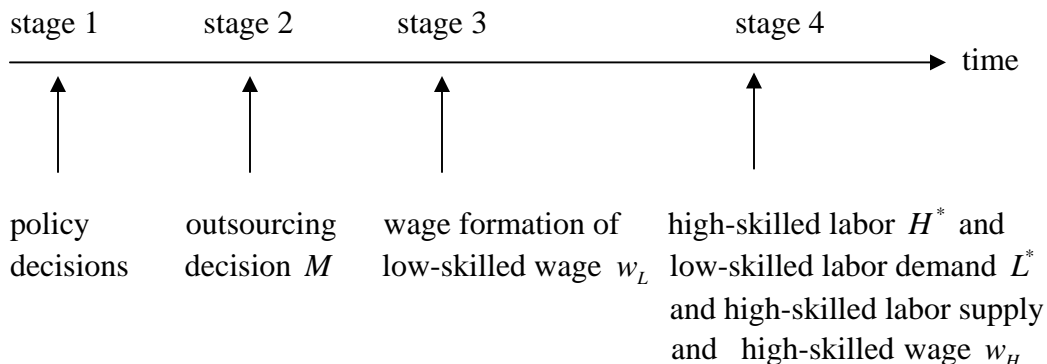 stage 1 stage 2 stage 3 stage 4
time
policy outsourcing wage formation of high-skilled labor H* and
decisions decision M low-skilled wage w_L low-skilled labor demand L*
and high-skilled labor supply
and high-skilled wage w_H